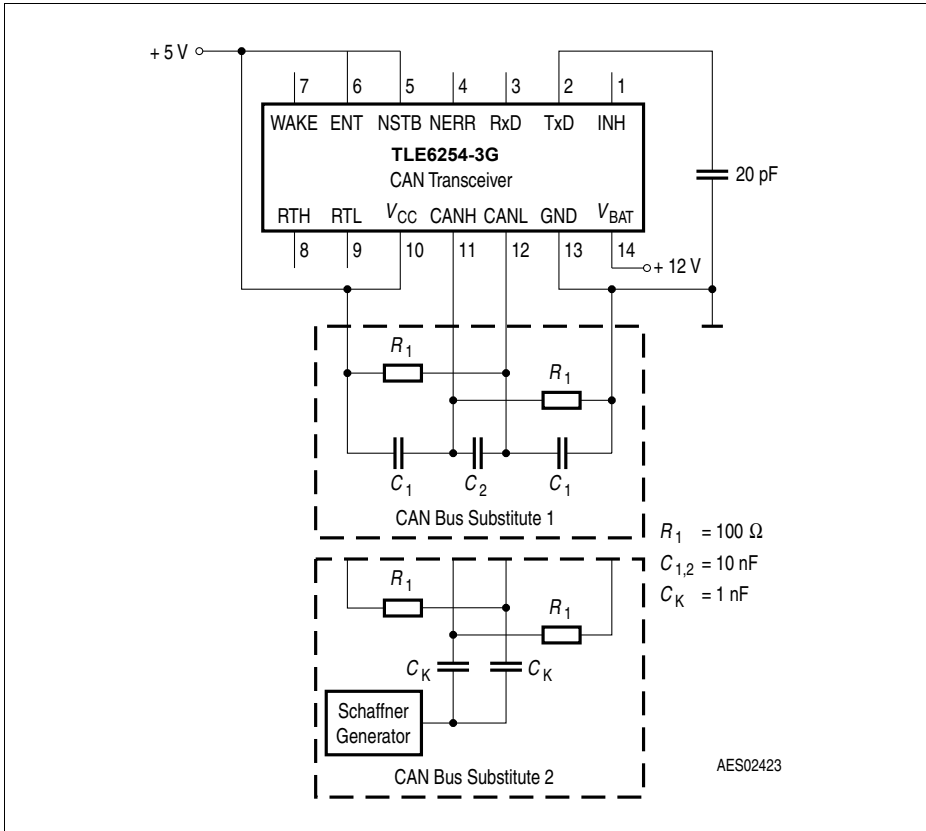 + 5 V
7 6 5 4 3 2 1
WAKE ENT NSTB NERR RxD TxD INH
TLE6254-3G
CAN Transceiver
20 pF
RTH RTL VCC CANH CANL GND VBAT
8 9 10 11 12 13 14
+ 12 V
R1
R1
C1 C2 C1
CAN Bus Substitute 1
R1 = 100 Ω
C1,2 = 10 nF
CK = 1 nF
R1
R1
CK CK
Schaffner
Generator
CAN Bus Substitute 2
AES02423